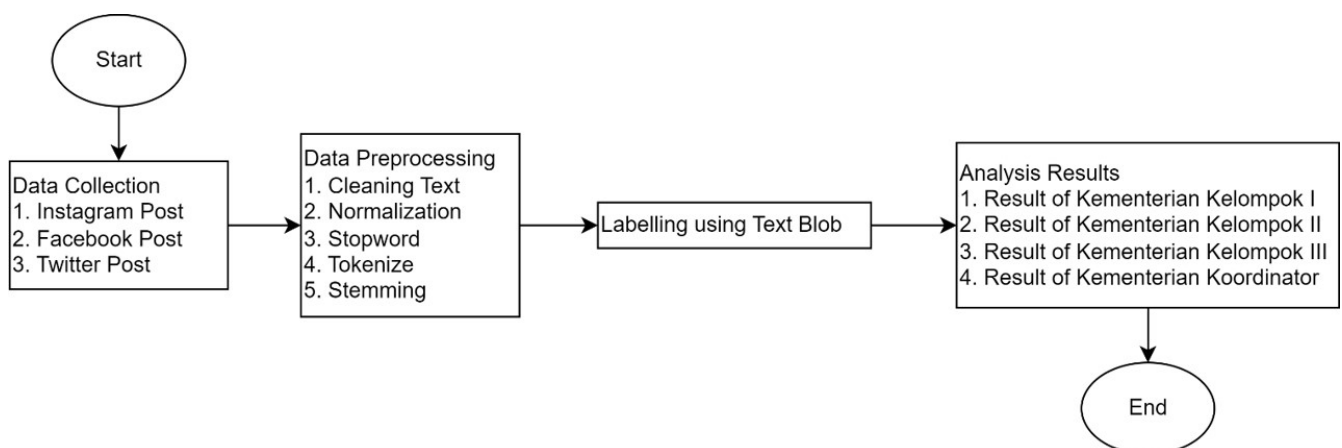 Start
Data Collection
1. Instagram Post
2. Facebook Post
3. Twitter Post
Data Preprocessing
1. Cleaning Text
2. Normalization
3. Stopword
4. Tokenize
5. Stemming
Labelling using Text Blob
Analysis Results
1. Result of Kementerian Kelompok I
2. Result of Kementerian Kelompok II
3. Result of Kementerian Kelompok III
4. Result of Kementerian Koordinator
End